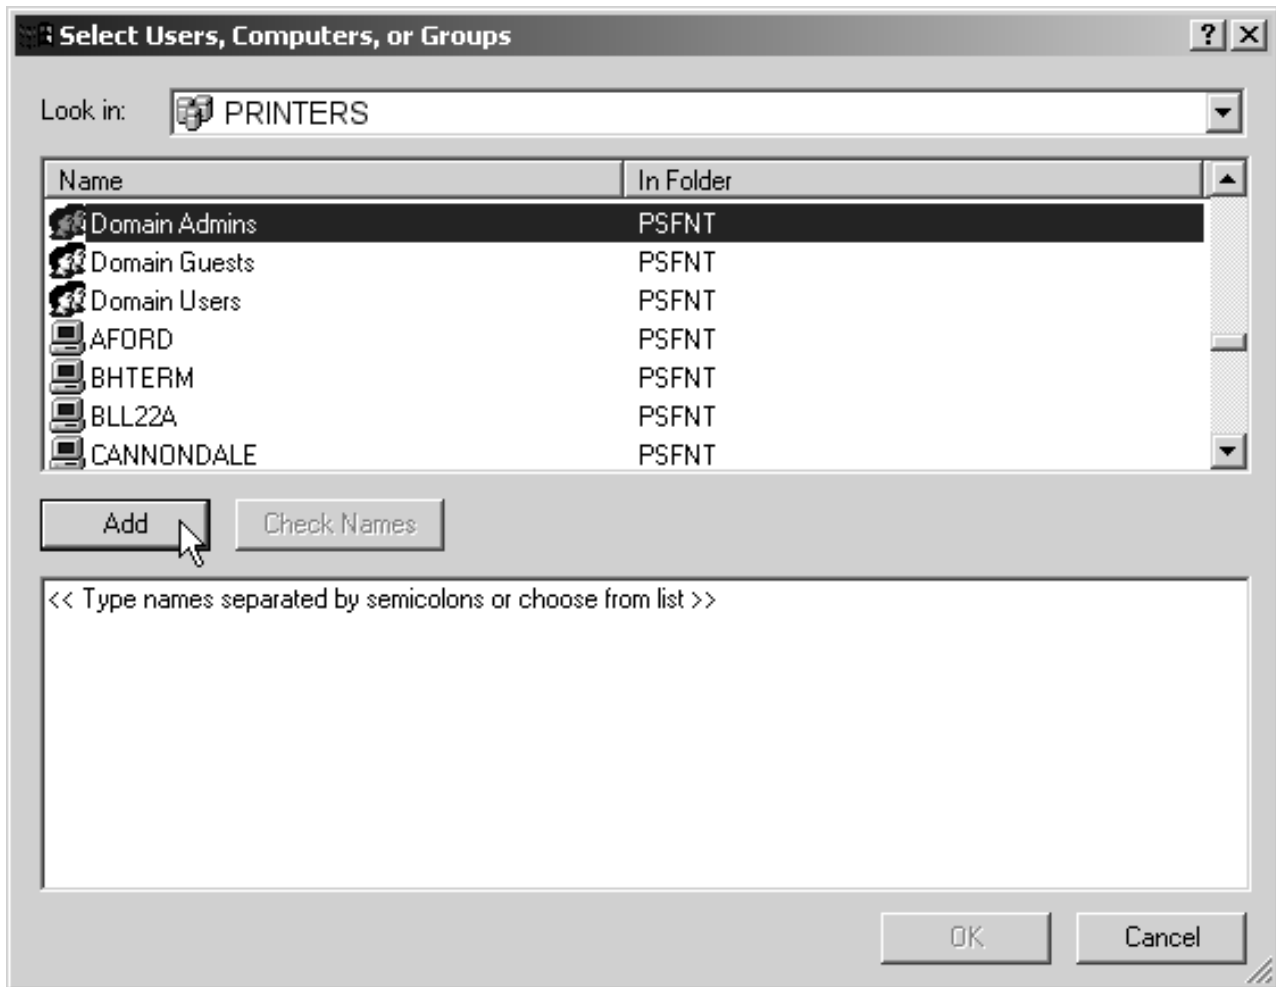 Select Users, Computers, or Groups
Look in: PRINTERS
Name In Folder
Domain Admins PSFNT
Domain Guests PSFNT
Domain Users PSFNT
AFORD PSFNT
BHTERM PSFNT
BLL22A PSFNT
CANNONDALE PSFNT
Add Check Names
<< Type names separated by semicolons or choose from list >>
OK Cancel